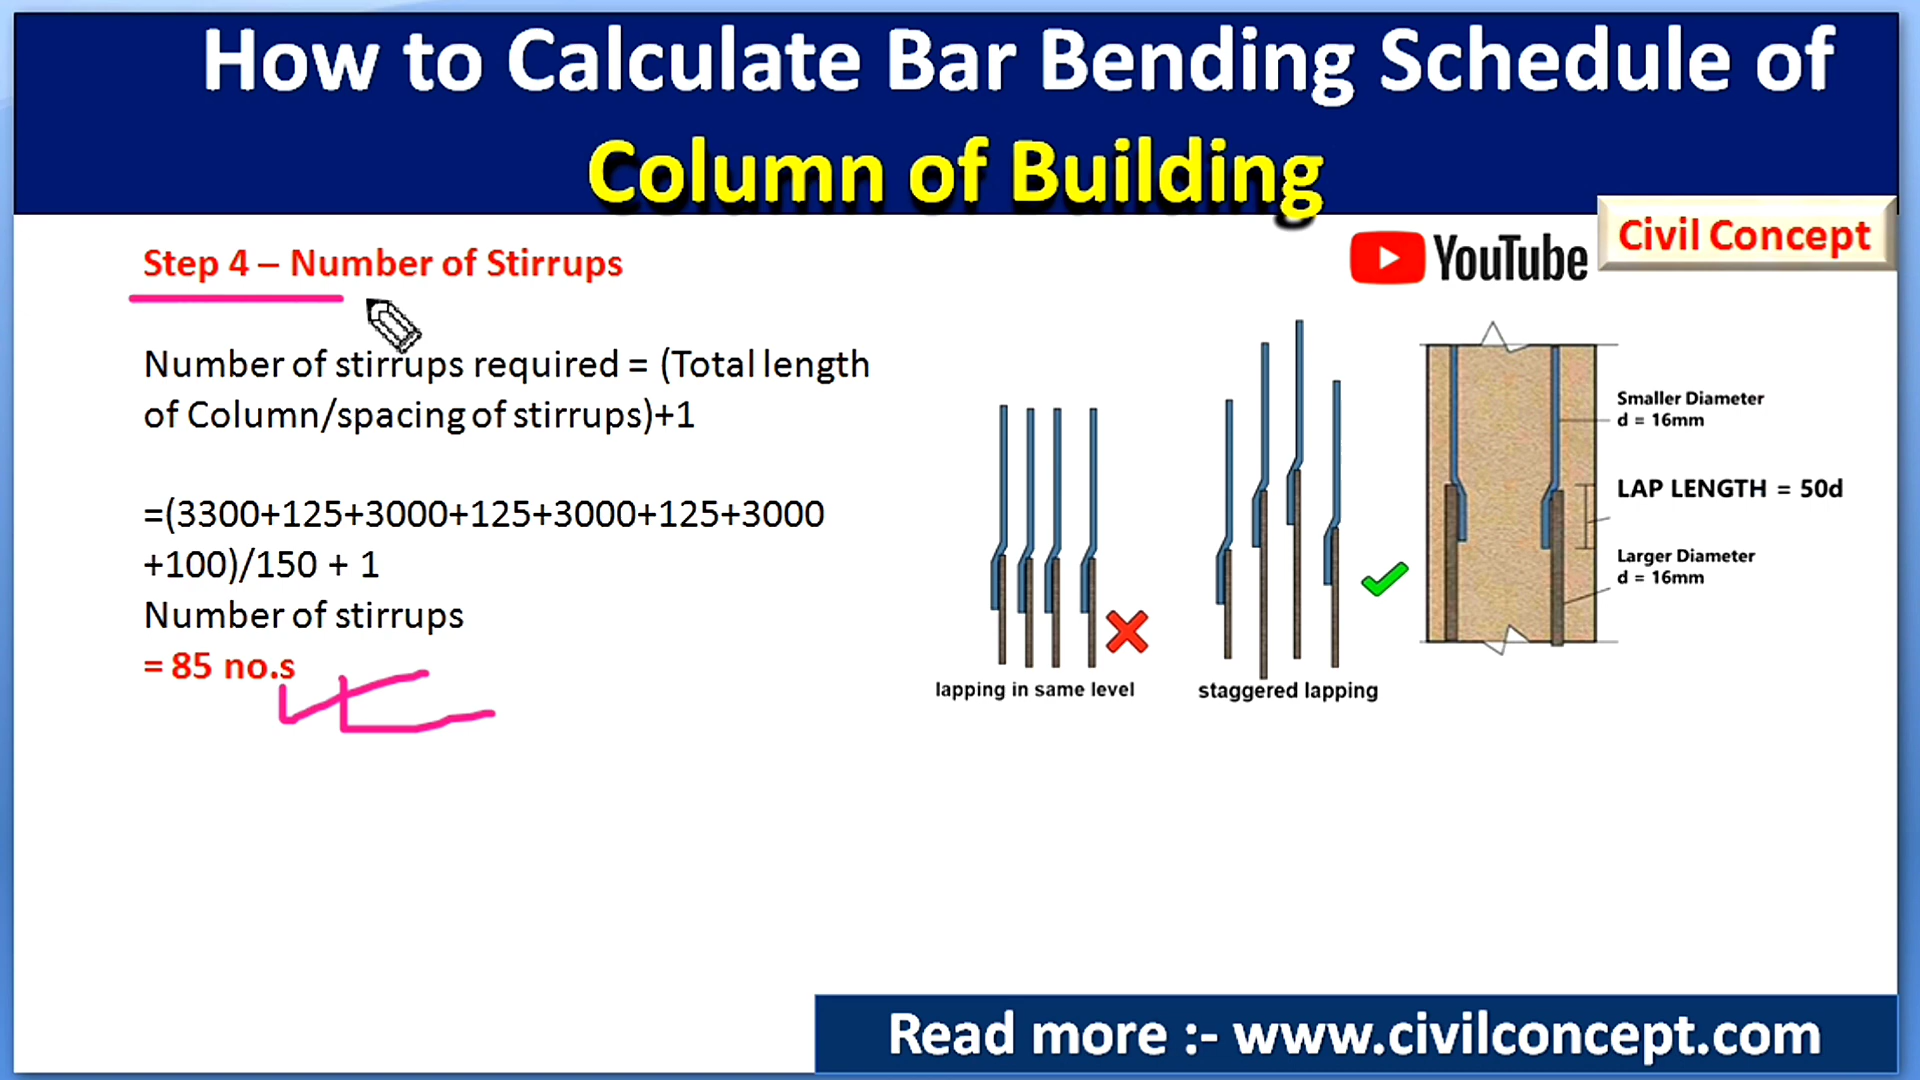 How to Calculate Bar Bending Schedule of
Column of Building
Civil Concept
YouTube
Step 4 – Number of Stirrups
Number of stirrups required = (Total length
of Column/spacing of stirrups)+1
=(3300+125+3000+125+3000+125+3000
+100)/150 + 1
Number of stirrups
= 85 no.s
lapping in same level
staggered lapping
Smaller Diameter
d = 16mm
LAP LENGTH = 50d
Larger Diameter
d = 16mm
Read more :- www.civilconcept.com